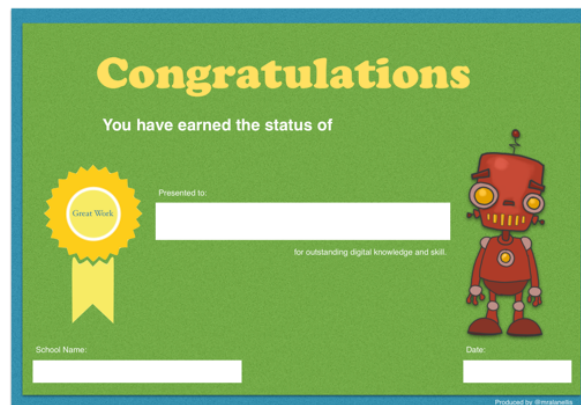 Congratulations
You have earned the status of
Great Work
Presented to:
for outstanding digital knowledge and skill.
School Name:
Date:
Produced by @mralanellis